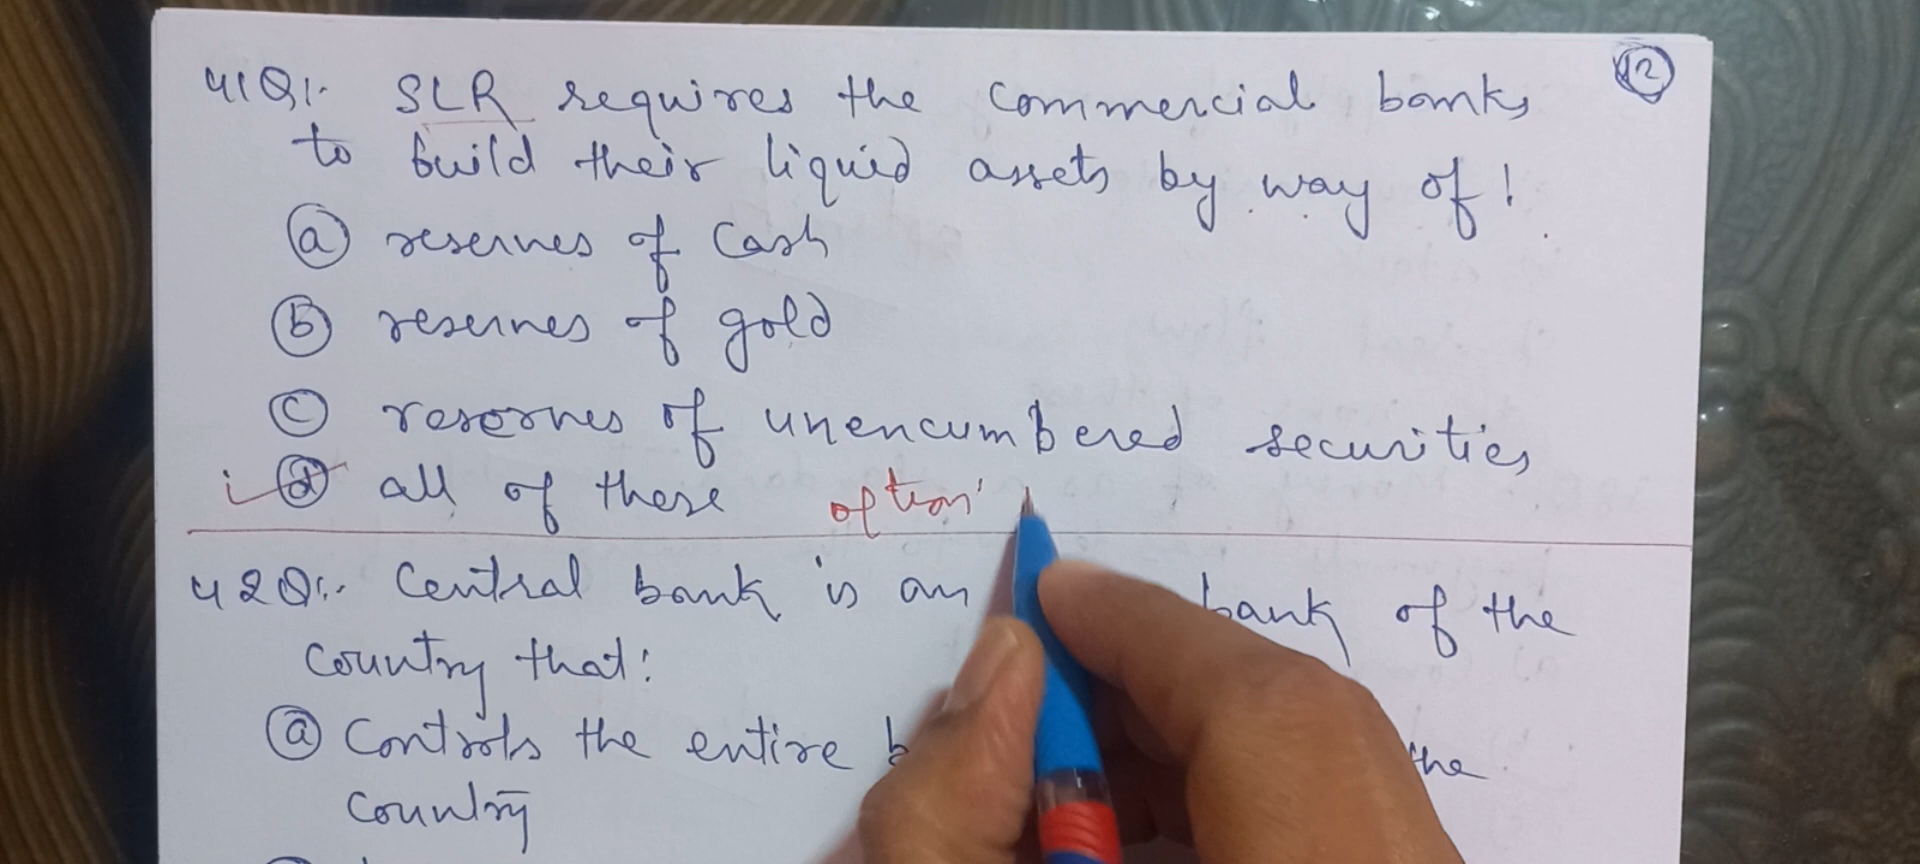 12
41Q:- SLR requires the commercial banks
to build their liquid assets by way of!
(a) reserves of cash
(b) reserves of gold
(c) reserves of unencumbered securities
(d) all of these option
42Q:- Central bank is an bank of the
country that:
(a) Controls the entire the
country